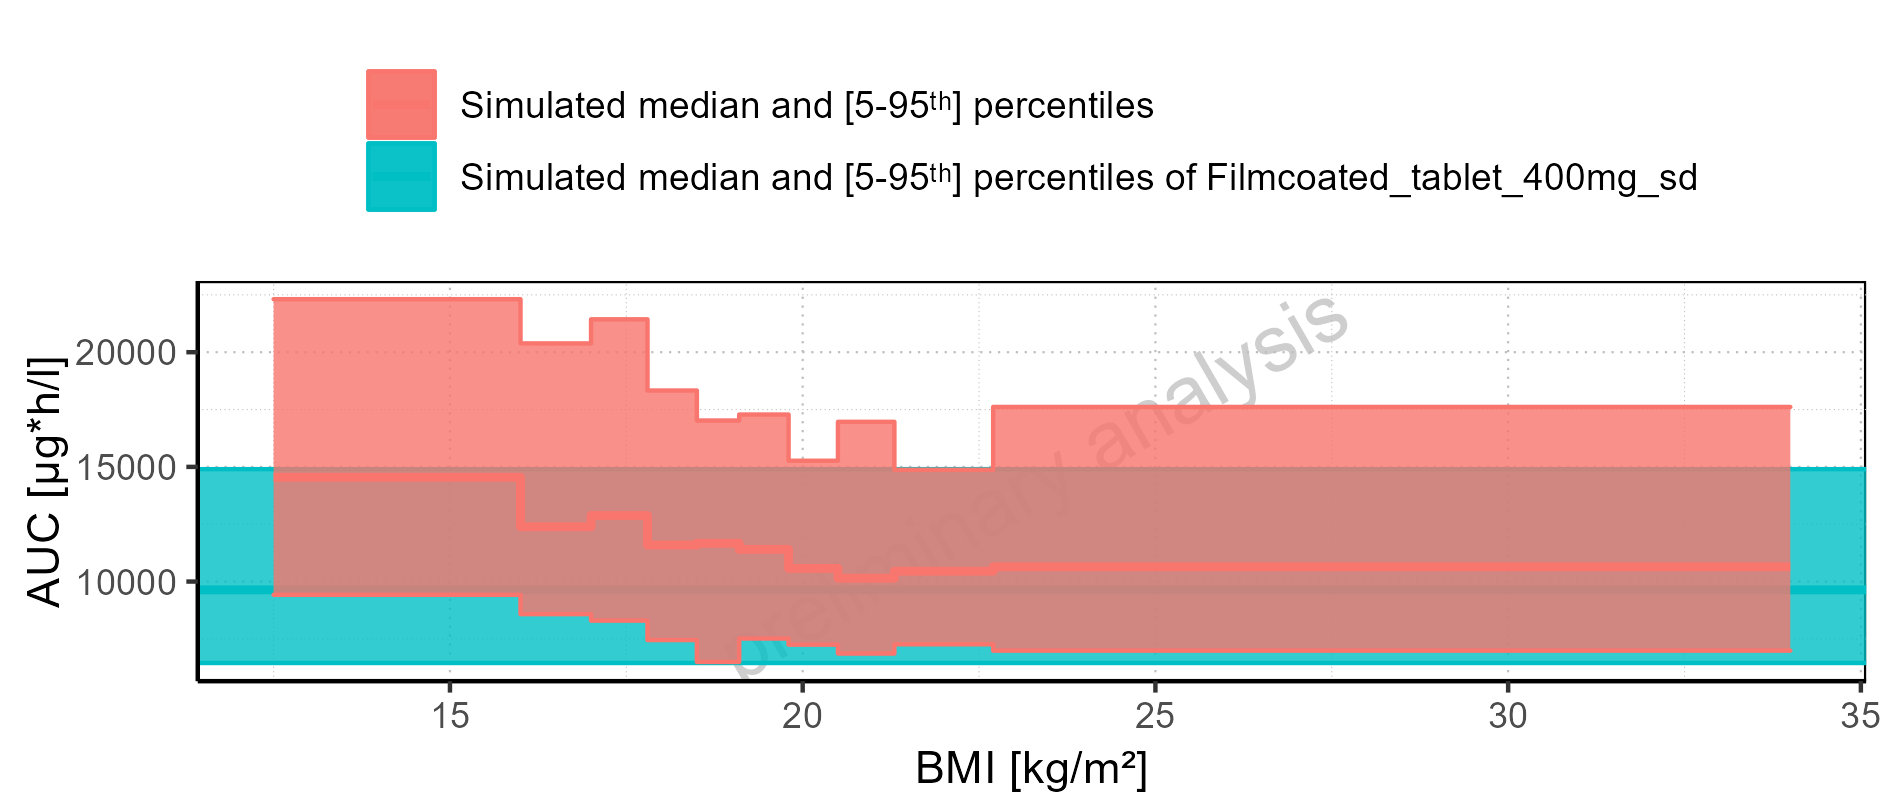 Simulated median and [5-95ᵗʰ] percentiles
Simulated median and [5-95ᵗʰ] percentiles of Filmcoated_tablet_400mg_sd
AUC [µg*h/l]
20000
15000
10000
preliminary analysis
15 20 25 30 35
BMI [kg/m²]